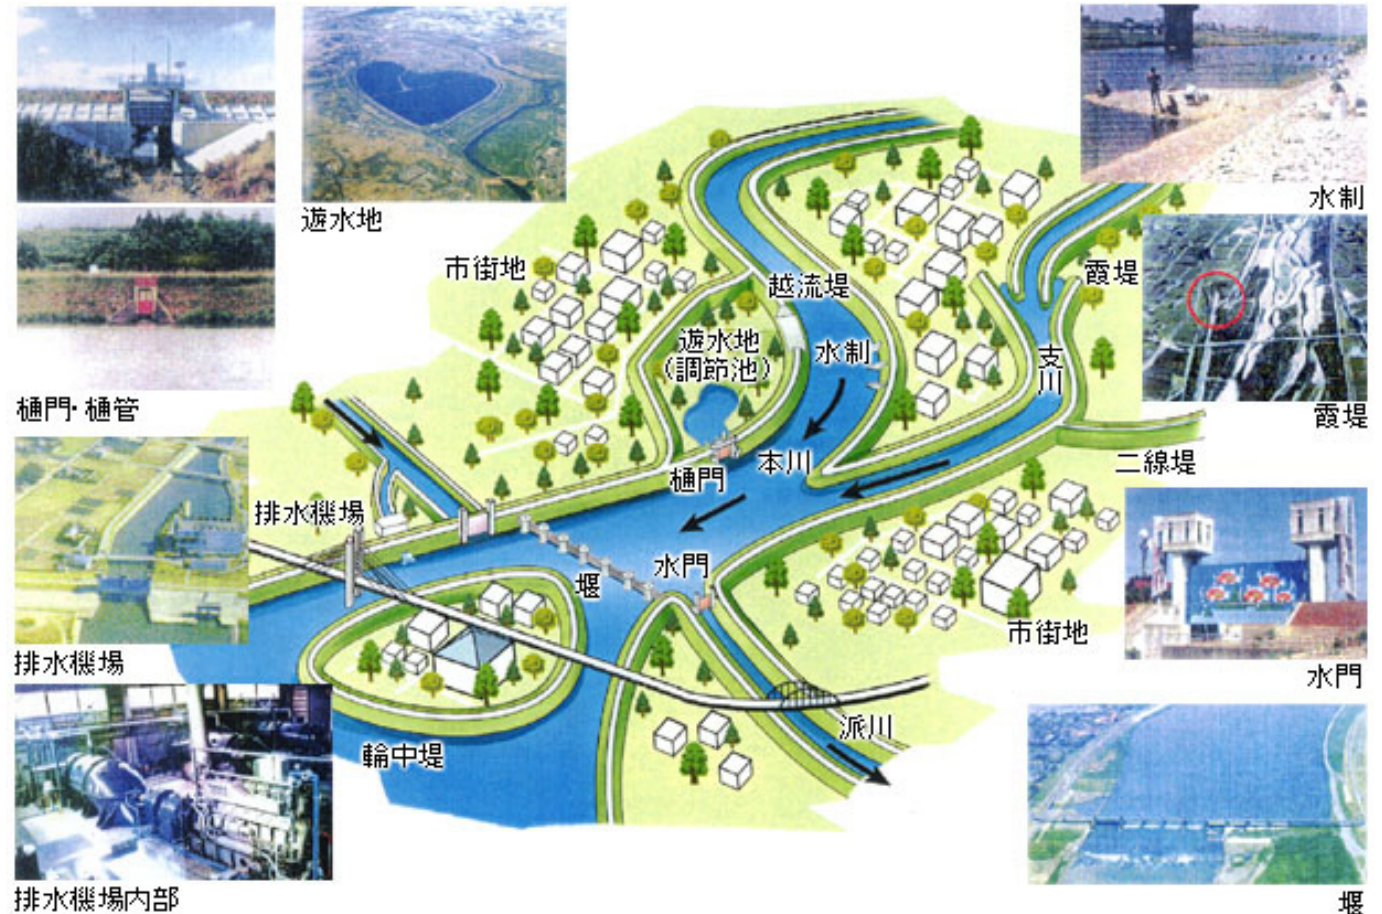 遊水地
水制
市街地
越流堤
霞堤
遊水地
(調節池)
水制
支川
樋門・樋管
霞堤
樋門
本川
二線堤
排水機場
堰
水門
市街地
排水機場
水門
派川
輪中堤
排水機場内部
堰